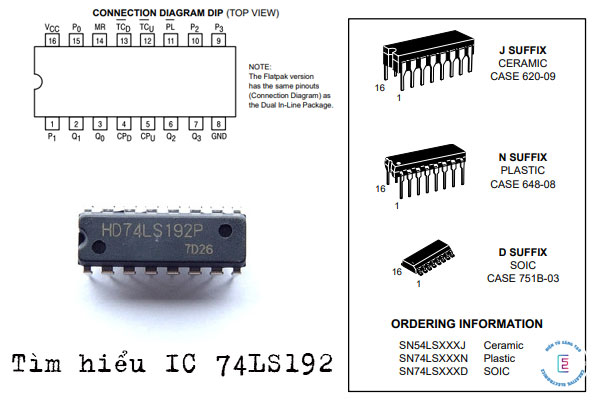 CONNECTION DIAGRAM DIP (TOP VIEW)
VCC P0 MR TCD TCU PL P2 P3
16 15 14 13 12 11 10 9
1 2 3 4 5 6 7 8
P1 Q1 Q0 CPD CPU Q2 Q3 GND
NOTE:
The Flatpak version
has the same pinouts
(Connection Diagram) as
the Dual In-Line Package.
HD74LS192P
7D26
Tìm hiểu IC 74LS192
16
1
J SUFFIX
CERAMIC
CASE 620-09
16
1
N SUFFIX
PLASTIC
CASE 648-08
16
1
D SUFFIX
SOIC
CASE 751B-03
ORDERING INFORMATION
SN54LSXXXJ Ceramic
SN74LSXXXN Plastic
SN74LSXXXD SOIC